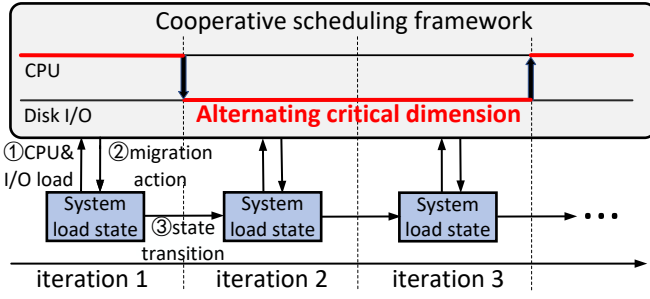 Cooperative scheduling framework
CPU
Disk I/O
Alternating critical dimension
①CPU&
I/O load
②migration
action
System
load state
③state
transition
System
load state
System
load state
•••
iteration 1
iteration 2
iteration 3